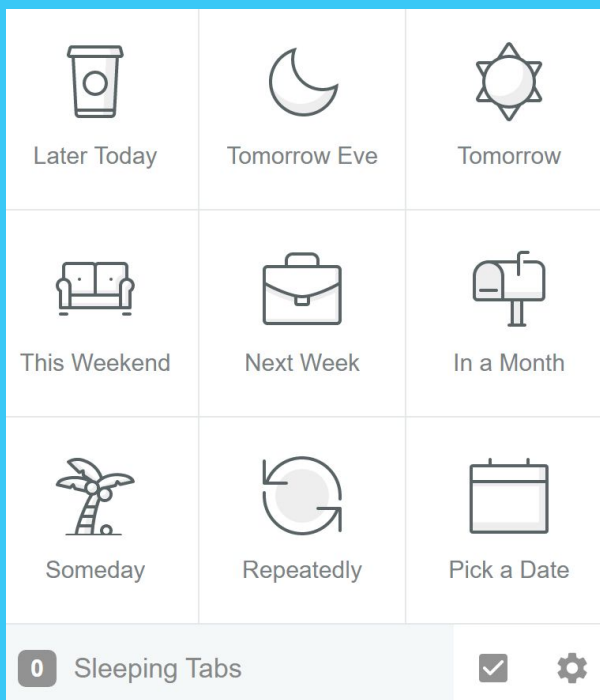 Later Today
Tomorrow Eve
Tomorrow
This Weekend
Next Week
In a Month
Someday
Repeatedly
Pick a Date
0 Sleeping Tabs